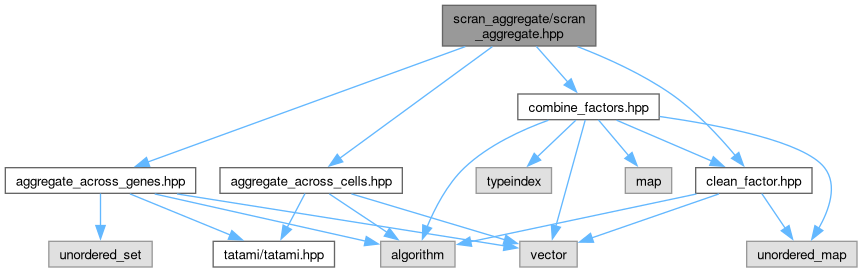 scran_aggregate/scran
_aggregate.hpp
combine_factors.hpp
aggregate_across_genes.hpp
aggregate_across_cells.hpp
typeindex
map
clean_factor.hpp
unordered_set
tatami/tatami.hpp
algorithm
vector
unordered_map